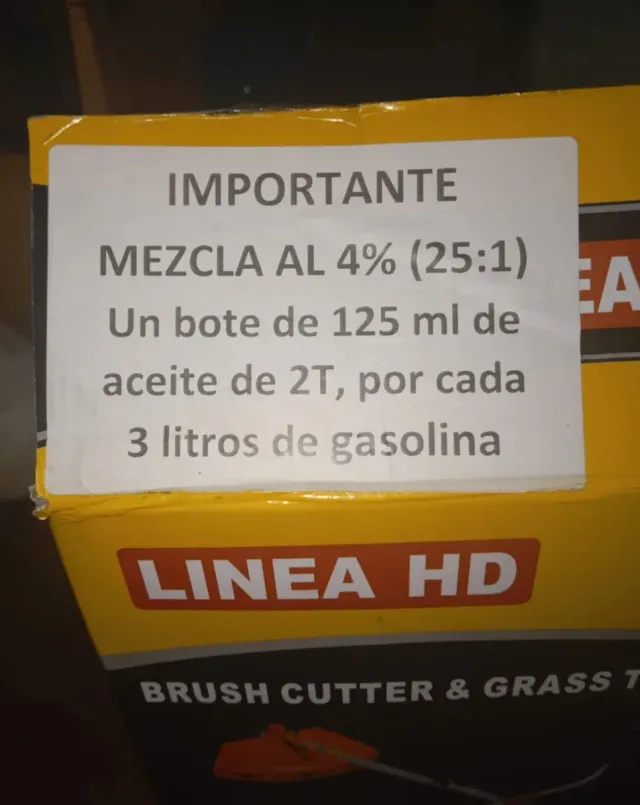 IMPORTANTE
MEZCLA AL 4% (25:1)
Un bote de 125 ml de
aceite de 2T, por cada
3 litros de gasolina
EA
LINEA HD
BRUSH CUTTER & GRASS T